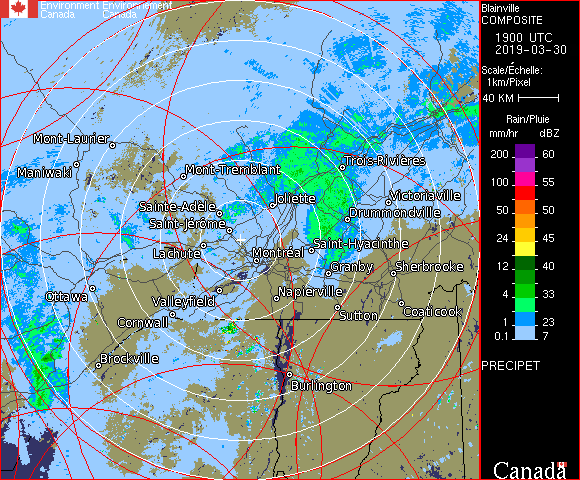 Environment Environnement
Canada Canada
Mont-Laurier
Maniwaki
Mont-Tremblant
Trois-Rivières
Sainte-Adèle
Joliette
Victoriaville
Saint-Jérôme
Drummondville
Lachute
Montréal
Saint-Hyacinthe
Granby
Sherbrooke
Ottawa
Valleyfield
Napierville
Cornwall
Sutton
Coaticook
Brockville
Burlington
Blainville
COMPOSITE
1900 UTC
2019-03-30
Scale/Échelle:
1km/Pixel
40 KM
Rain/Pluie
mm/hr dBZ
200 60
100 55
50 50
24 45
12 40
4 33
1 23
0.1 7
PRECIPET
Canada